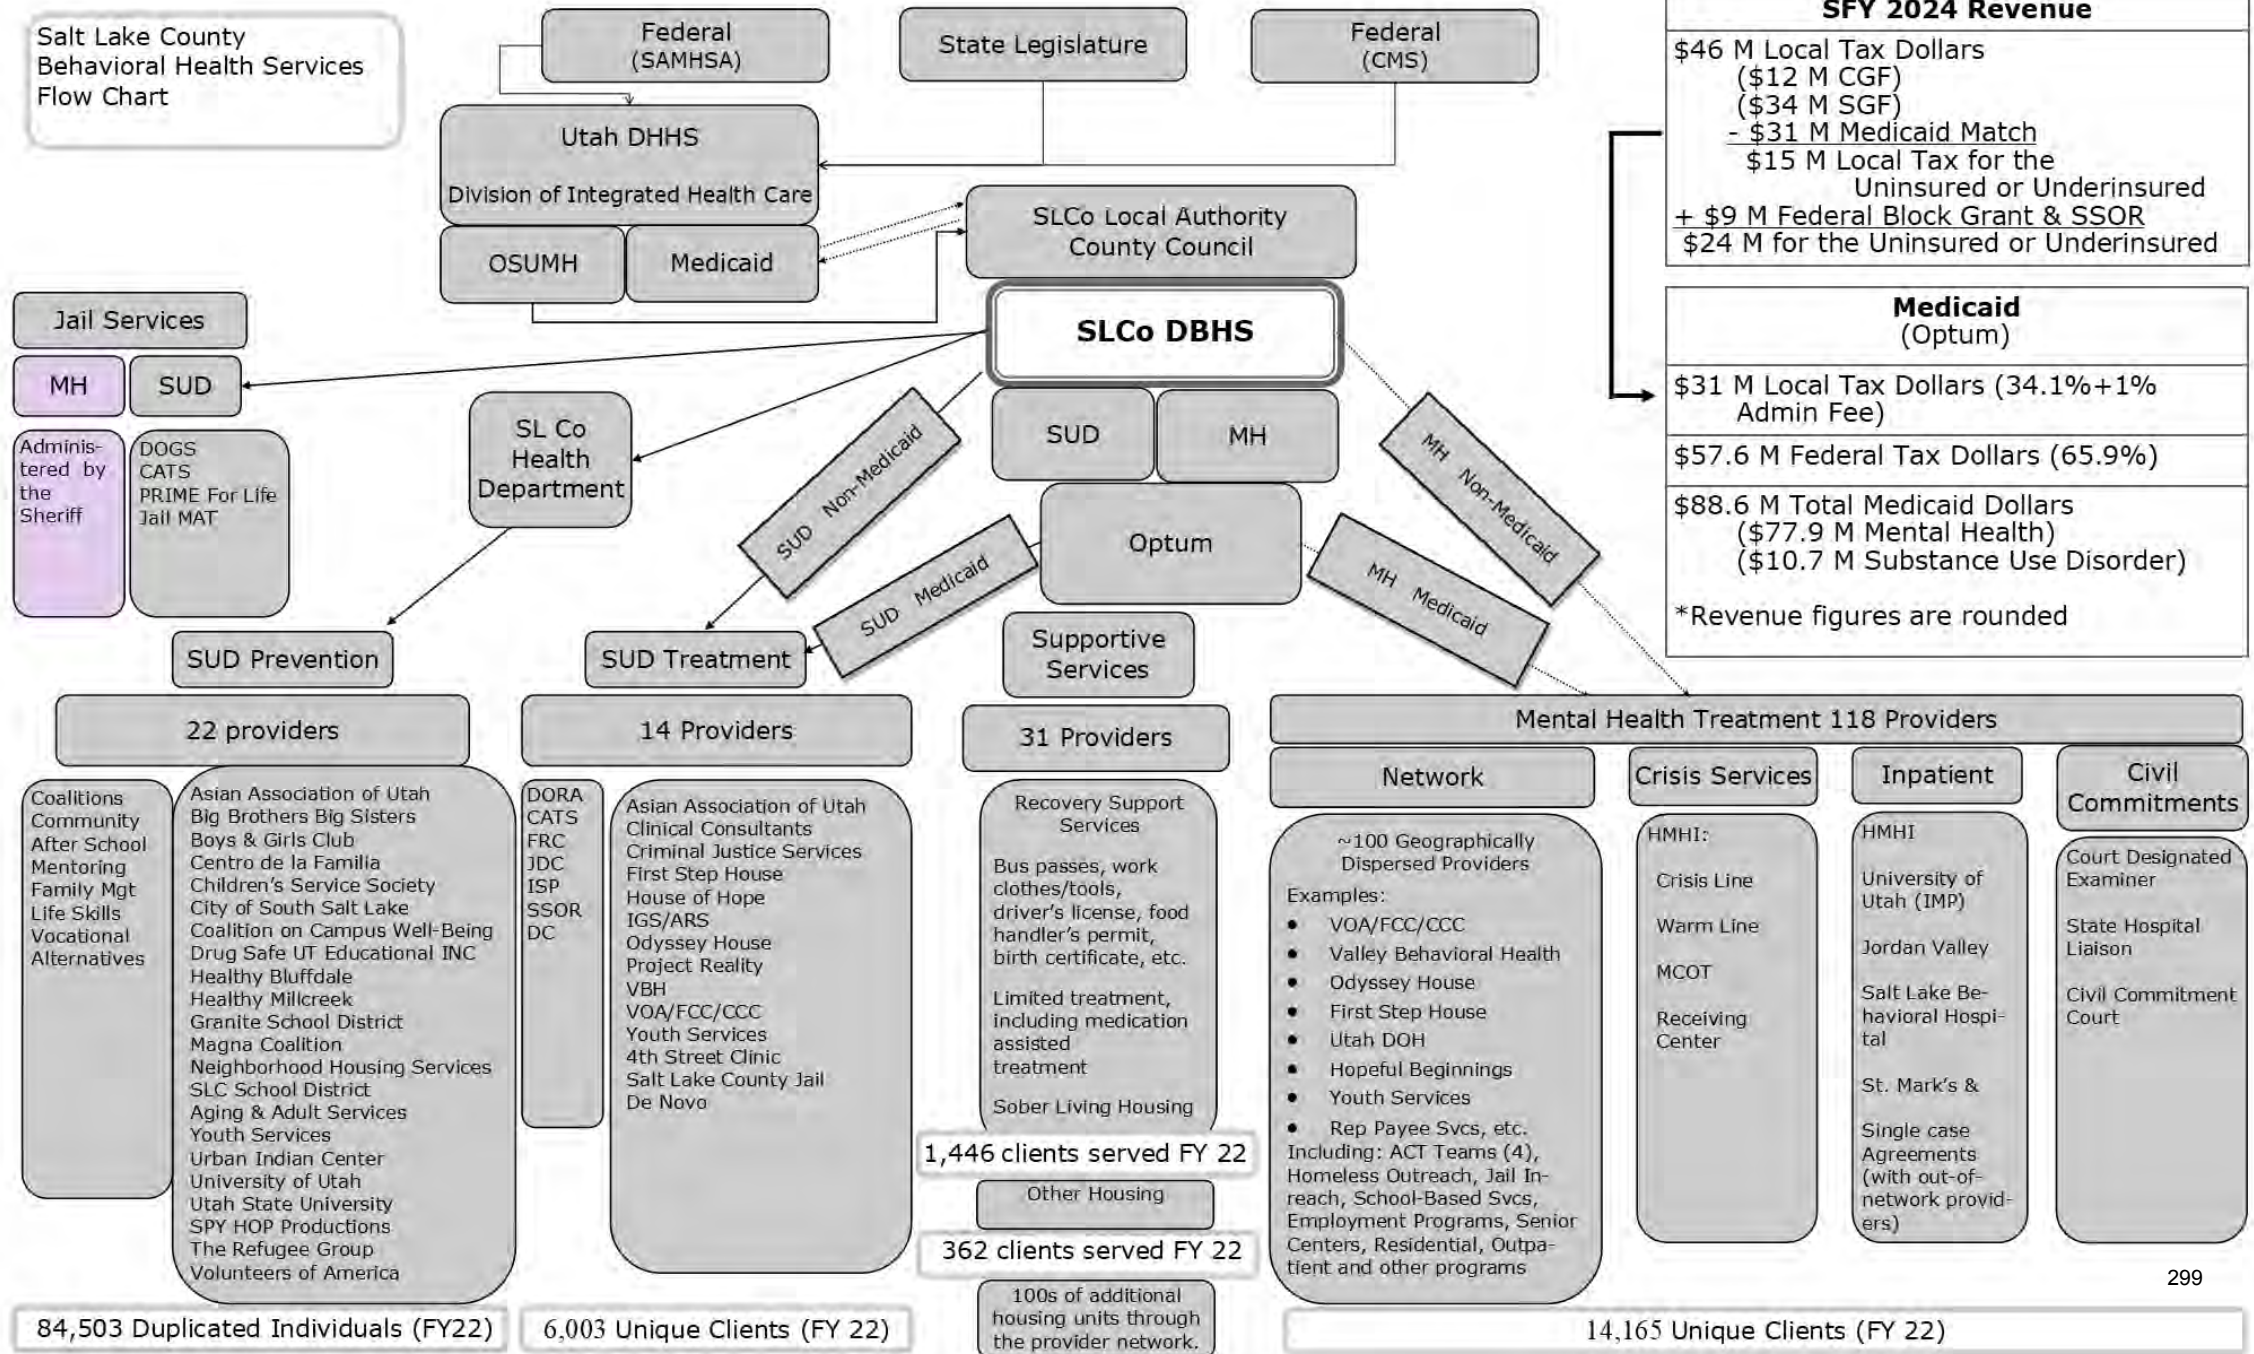 Salt Lake County
Behavioral Health Services
Flow Chart
Federal
(SAMHSA)
State Legislature
Federal
(CMS)
Utah DHHS
Division of Integrated Health Care
OSUMH
Medicaid
SLCo Local Authority
County Council
SLCo DBHS
SUD
MH
Optum
SFY 2024 Revenue
$46 M Local Tax Dollars
($12 M CGF)
($34 M SGF)
- $31 M Medicaid Match
$15 M Local Tax for the
Uninsured or Underinsured
+ $9 M Federal Block Grant & SSOR
$24 M for the Uninsured or Underinsured
Medicaid
(Optum)
$31 M Local Tax Dollars (34.1%+1%
Admin Fee)
$57.6 M Federal Tax Dollars (65.9%)
$88.6 M Total Medicaid Dollars
($77.9 M Mental Health)
($10.7 M Substance Use Disorder)
*Revenue figures are rounded
Jail Services
MH
SUD
Adminis-
tered by
the
Sheriff
DOGS
CATS
PRIME For Life
Jail MAT
SL Co
Health
Department
SUD Non-Medicaid
SUD Medicaid
MH Non-Medicaid
MH Medicaid
SUD Prevention
22 providers
Coalitions
Community
After School
Mentoring
Family Mgt
Life Skills
Vocational
Alternatives
Asian Association of Utah
Big Brothers Big Sisters
Boys & Girls Club
Centro de la Familia
Children's Service Society
City of South Salt Lake
Coalition on Campus Well-Being
Drug Safe UT Educational INC
Healthy Bluffdale
Healthy Millcreek
Granite School District
Magna Coalition
Neighborhood Housing Services
SLC School District
Aging & Adult Services
Youth Services
Urban Indian Center
University of Utah
Utah State University
SPY HOP Productions
The Refugee Group
Volunteers of America
84,503 Duplicated Individuals (FY22)
SUD Treatment
14 Providers
DORA
CATS
FRC
JDC
ISP
SSOR
DC
Asian Association of Utah
Clinical Consultants
Criminal Justice Services
First Step House
House of Hope
IGS/ARS
Odyssey House
Project Reality
VBH
VOA/FCC/CCC
Youth Services
4th Street Clinic
Salt Lake County Jail
De Novo
6,003 Unique Clients (FY 22)
Supportive
Services
31 Providers
Recovery Support
Services
Bus passes, work
clothes/tools,
driver's license, food
handler's permit,
birth certificate, etc.
Limited treatment,
including medication
assisted
treatment
Sober Living Housing
1,446 clients served FY 22
Other Housing
362 clients served FY 22
100s of additional
housing units through
the provider network.
Mental Health Treatment 118 Providers
Network
~100 Geographically
Dispersed Providers
Examples:
• VOA/FCC/CCC
• Valley Behavioral Health
• Odyssey House
• First Step House
• Utah DOH
• Hopeful Beginnings
• Youth Services
• Rep Payee Svcs, etc.
Including: ACT Teams (4),
Homeless Outreach, Jail In-
reach, School-Based Svcs,
Employment Programs, Senior
Centers, Residential, Outpa-
tient and other programs
Crisis Services
HMHI:
Crisis Line
Warm Line
MCOT
Receiving
Center
Inpatient
HMHI
University of
Utah (IMP)
Jordan Valley
Salt Lake Be-
havioral Hospi-
tal
St. Mark's &
Single case
Agreements
(with out-of-
network provid-
ers)
Civil
Commitments
Court Designated
Examiner
State Hospital
Liaison
Civil Commitment
Court
299
14,165 Unique Clients (FY 22)